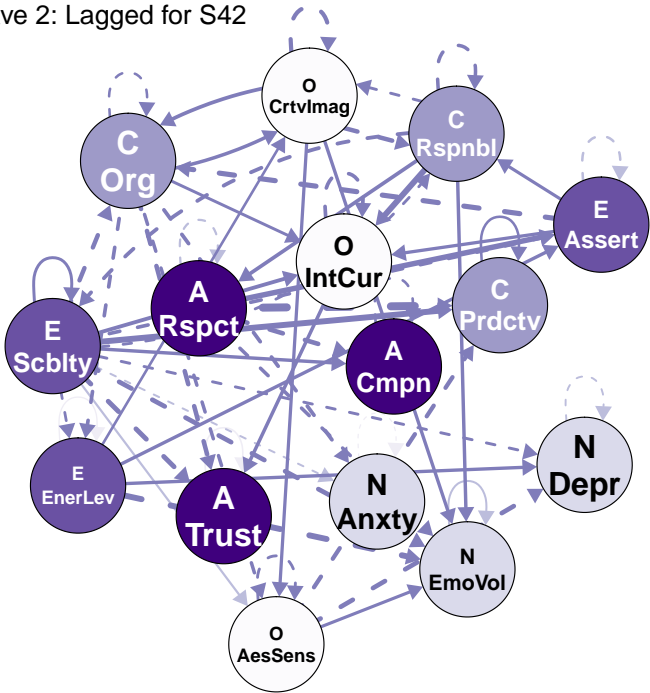 ve 2: Lagged for S42
O
CrtvImag
C
Rspnbl
C
Org
E
Assert
O
IntCur
A
Rspct
C
Prdctv
E
Scblty
A
Cmpn
N
Depr
E
EnerLev
N
Anxty
A
Trust
N
EmoVol
O
AesSens